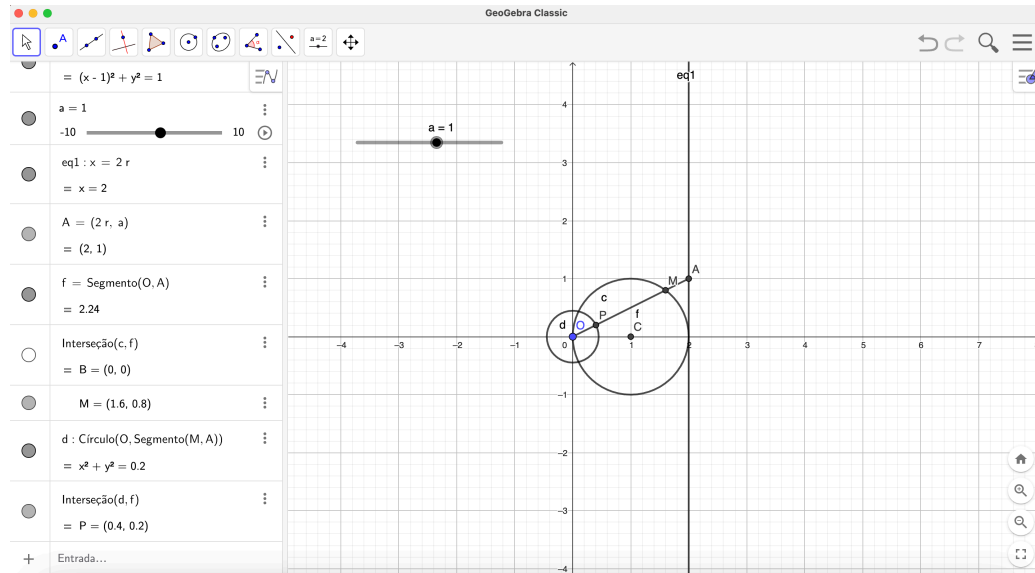 GeoGebra Classic
A
α
a=2
= (x - 1)² + y² = 1
a = 1
-10
10
eq1 : x = 2 r
= x = 2
A = (2 r, a)
= (2, 1)
f = Segmento(O, A)
= 2.24
Interseção(c, f)
= B = (0, 0)
M = (1.6, 0.8)
d : Círculo(O, Segmento(M, A))
= x² + y² = 0.2
Interseção(d, f)
= P = (0.4, 0.2)
+ Entrada…
eq1
a = 1
4
3
2
1
A
M
c
P
f
d
O
C
–4 –3 –2 –1 0 1 2 3 4 5 6 7
–1
–2
–3
–4